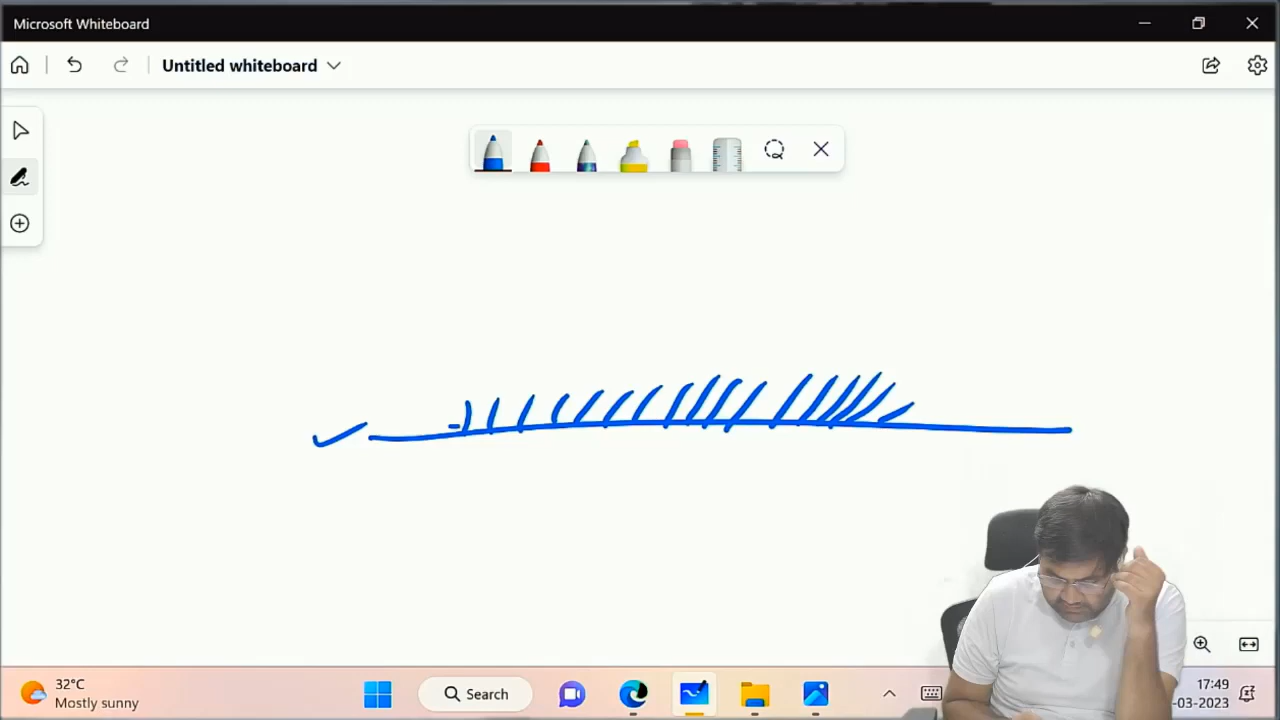 Microsoft Whiteboard
Untitled whiteboard
32°C
Mostly sunny
Search
17:49
-03-2023